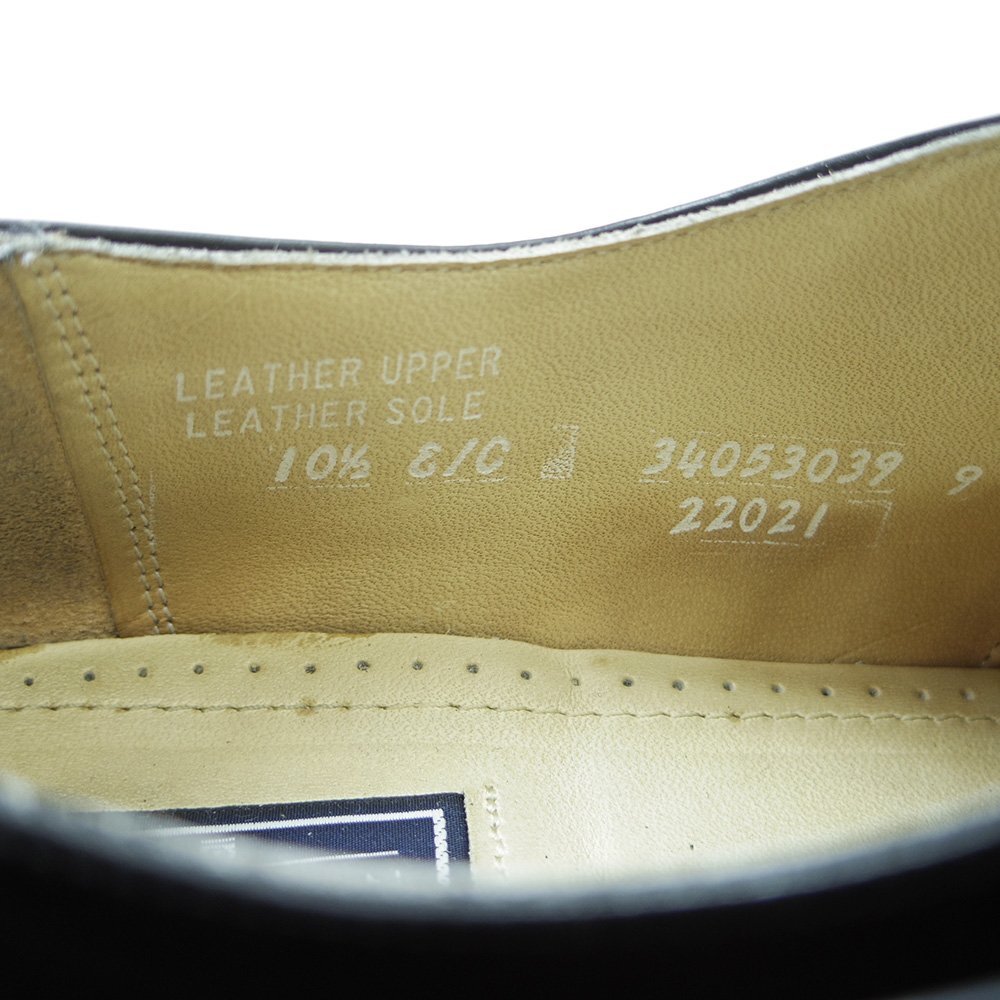 LEATHER UPPER
LEATHER SOLE
10½ E/C 34053039 9
22021